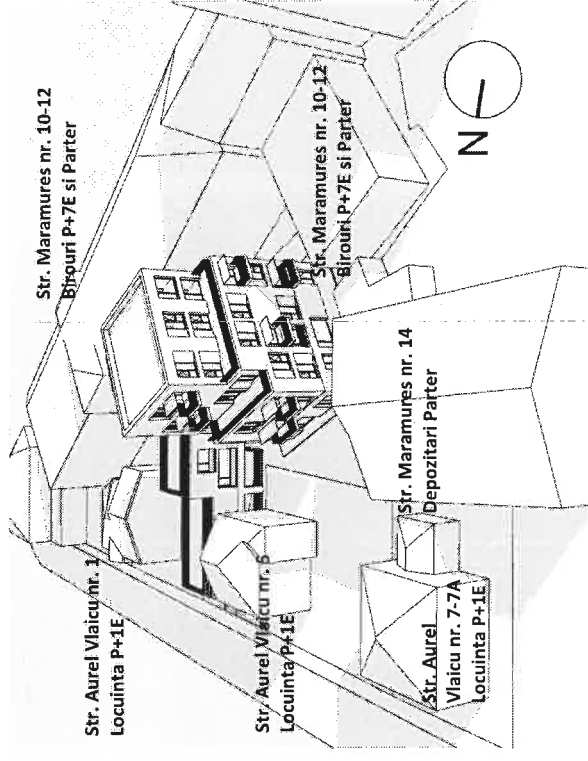 Str. Maramures nr. 10-12
Birouri P+7E si Parter
Str. Maramures nr. 10-12
Birouri P+7E si Parter
N
Str. Aurel Vlaicu nr. 1
Locuinta P+1E
Str. Aurel Vlaicu nr. 5
Locuinta P+1E
Str. Maramures nr. 14
Depozitari Parter
Str. Aurel
Vlaicu nr. 7-7A
Locuinta P+1E